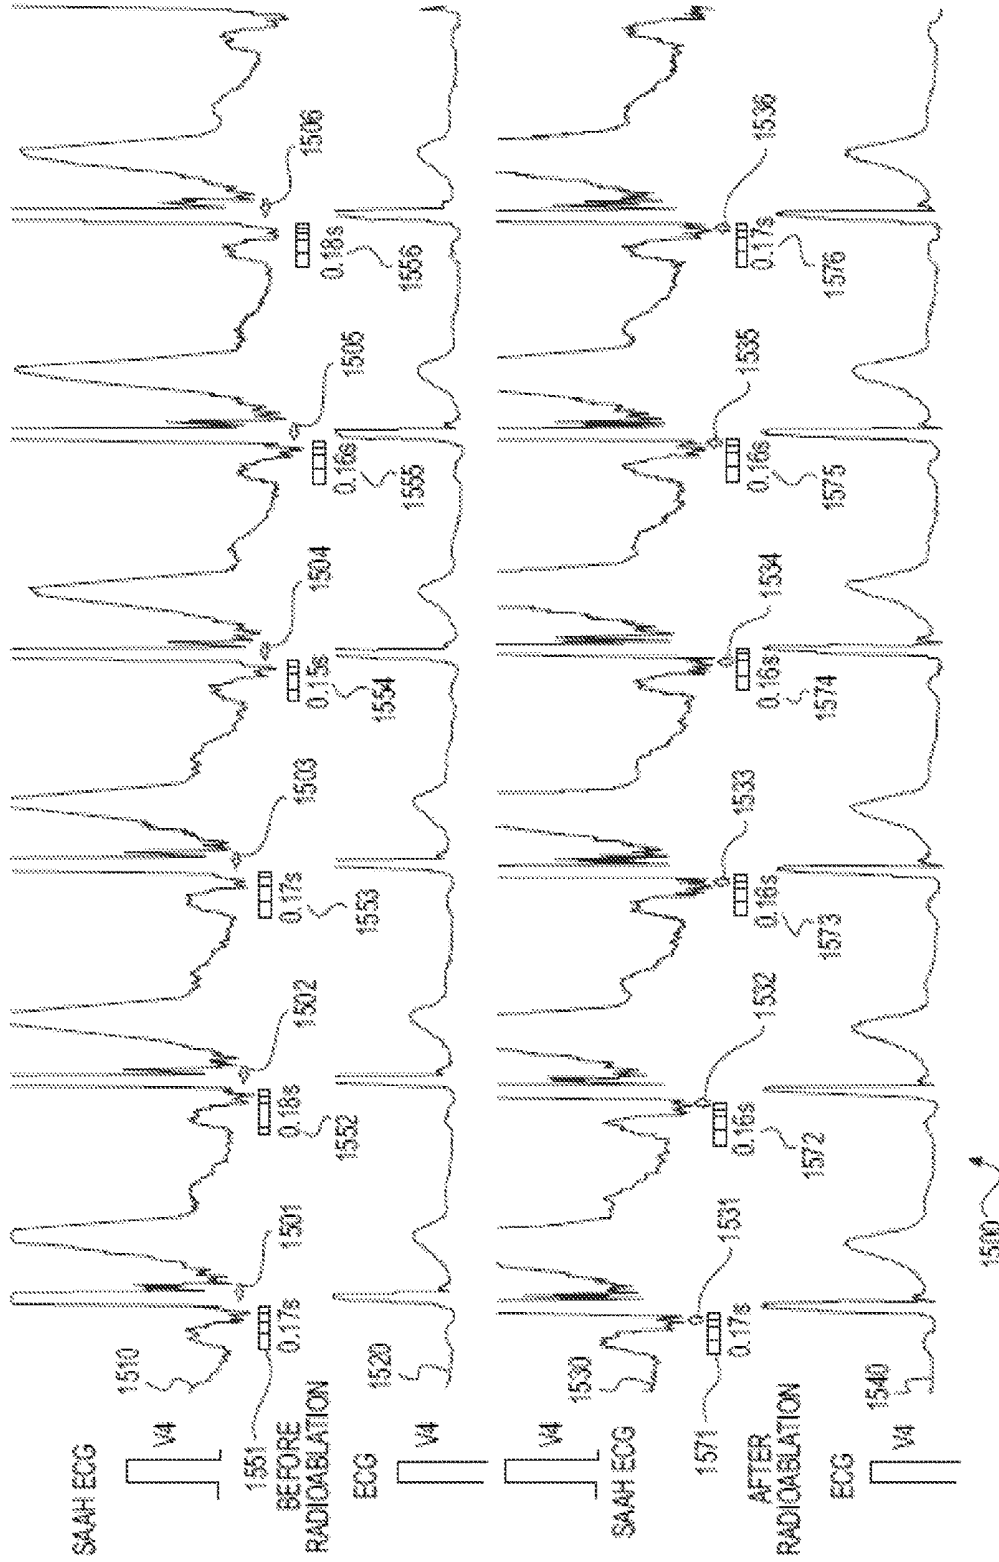 SAAH ECG
V4
1510
1501
1502
1503
1504
1505
1506
1551
0.17s
0.18s
1552
0.17s
1553
0.15s
1554
0.16s
1555
0.18s
1556
BEFORE
RADIOABLATION
ECG
V4
1520
V4
SAAH ECG
1530
1531
1532
1533
1534
1535
1536
1571
0.17s
0.16s
1572
0.16s
1573
0.16s
1574
0.16s
1575
0.17s
1576
AFTER
RADIOABLATION
ECG
V4
1540
1500